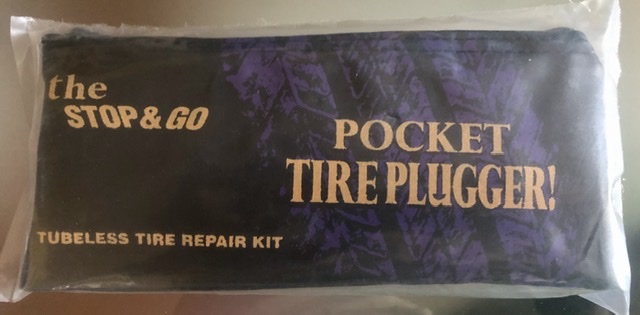 the
STOP & GO
POCKET
TIRE PLUGGER!
TUBELESS TIRE REPAIR KIT